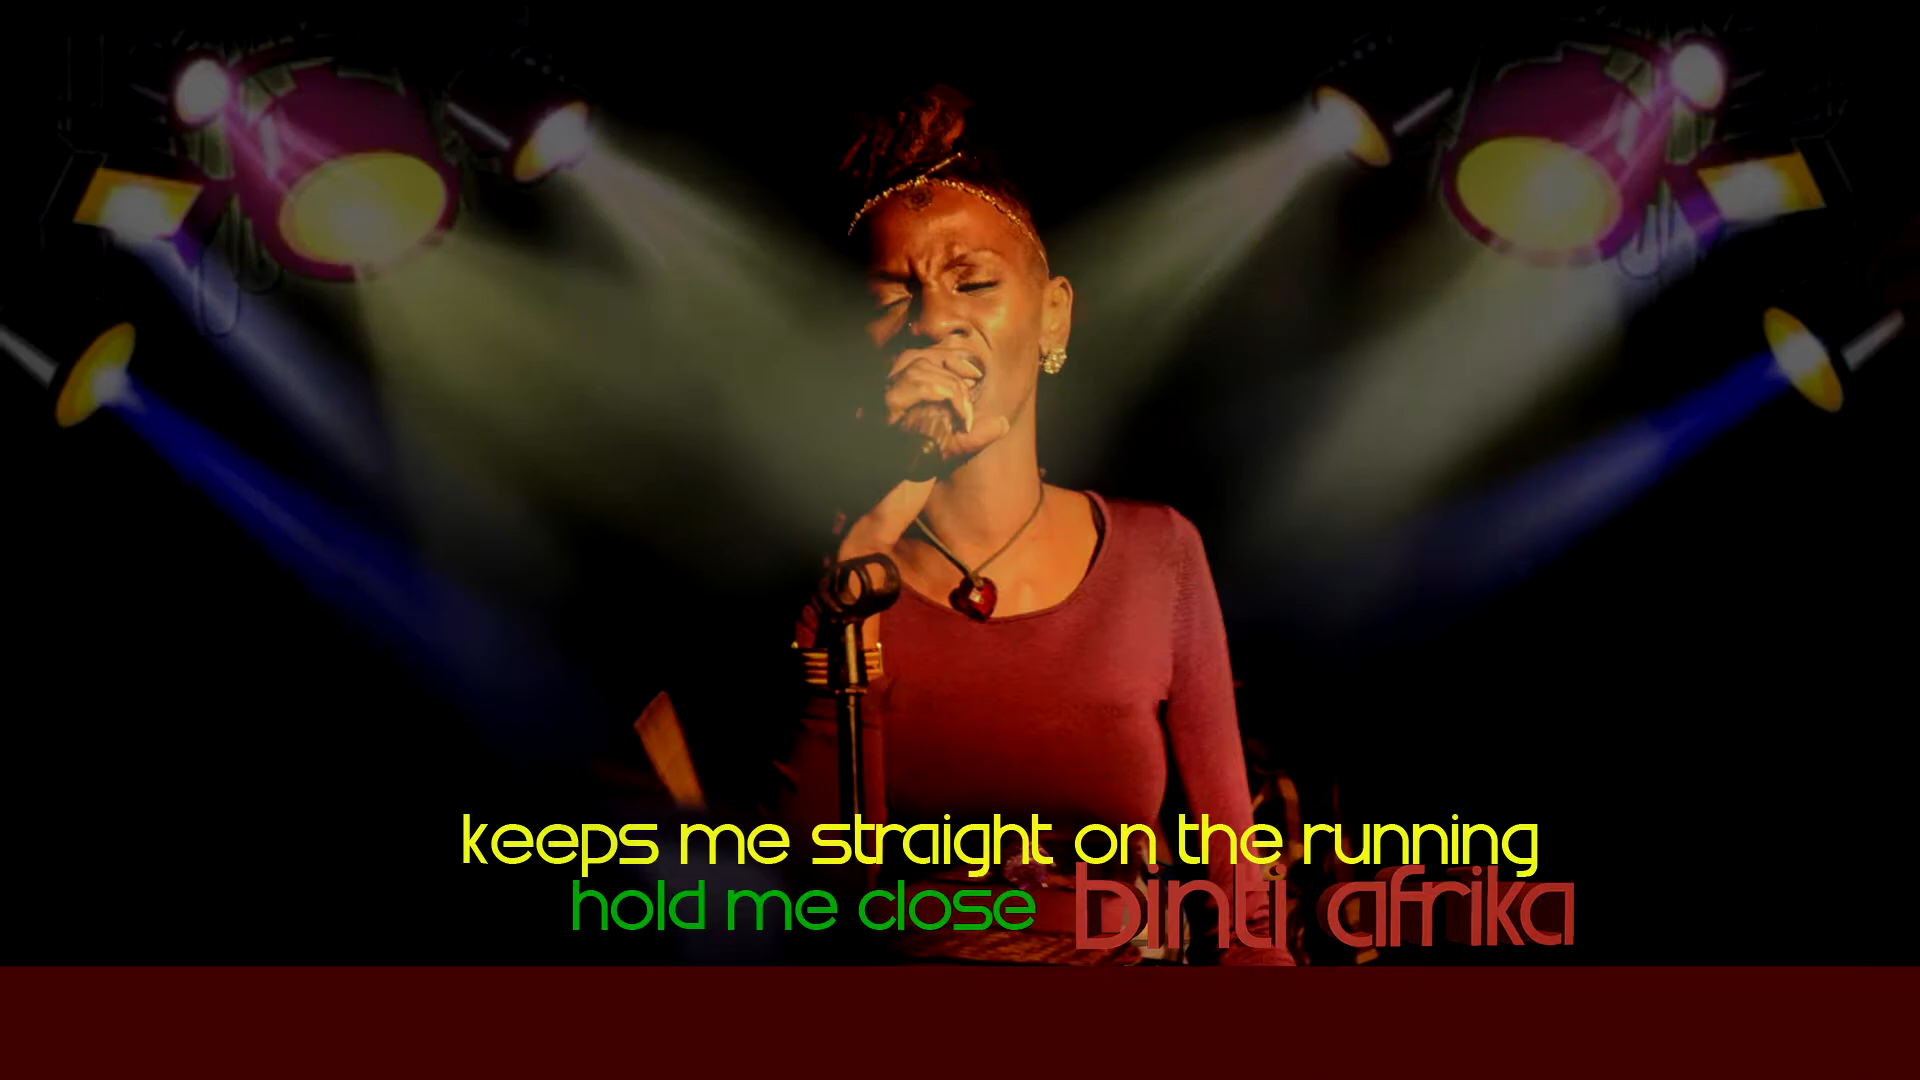 keeps me straight on the running
hold me close
binti afrika